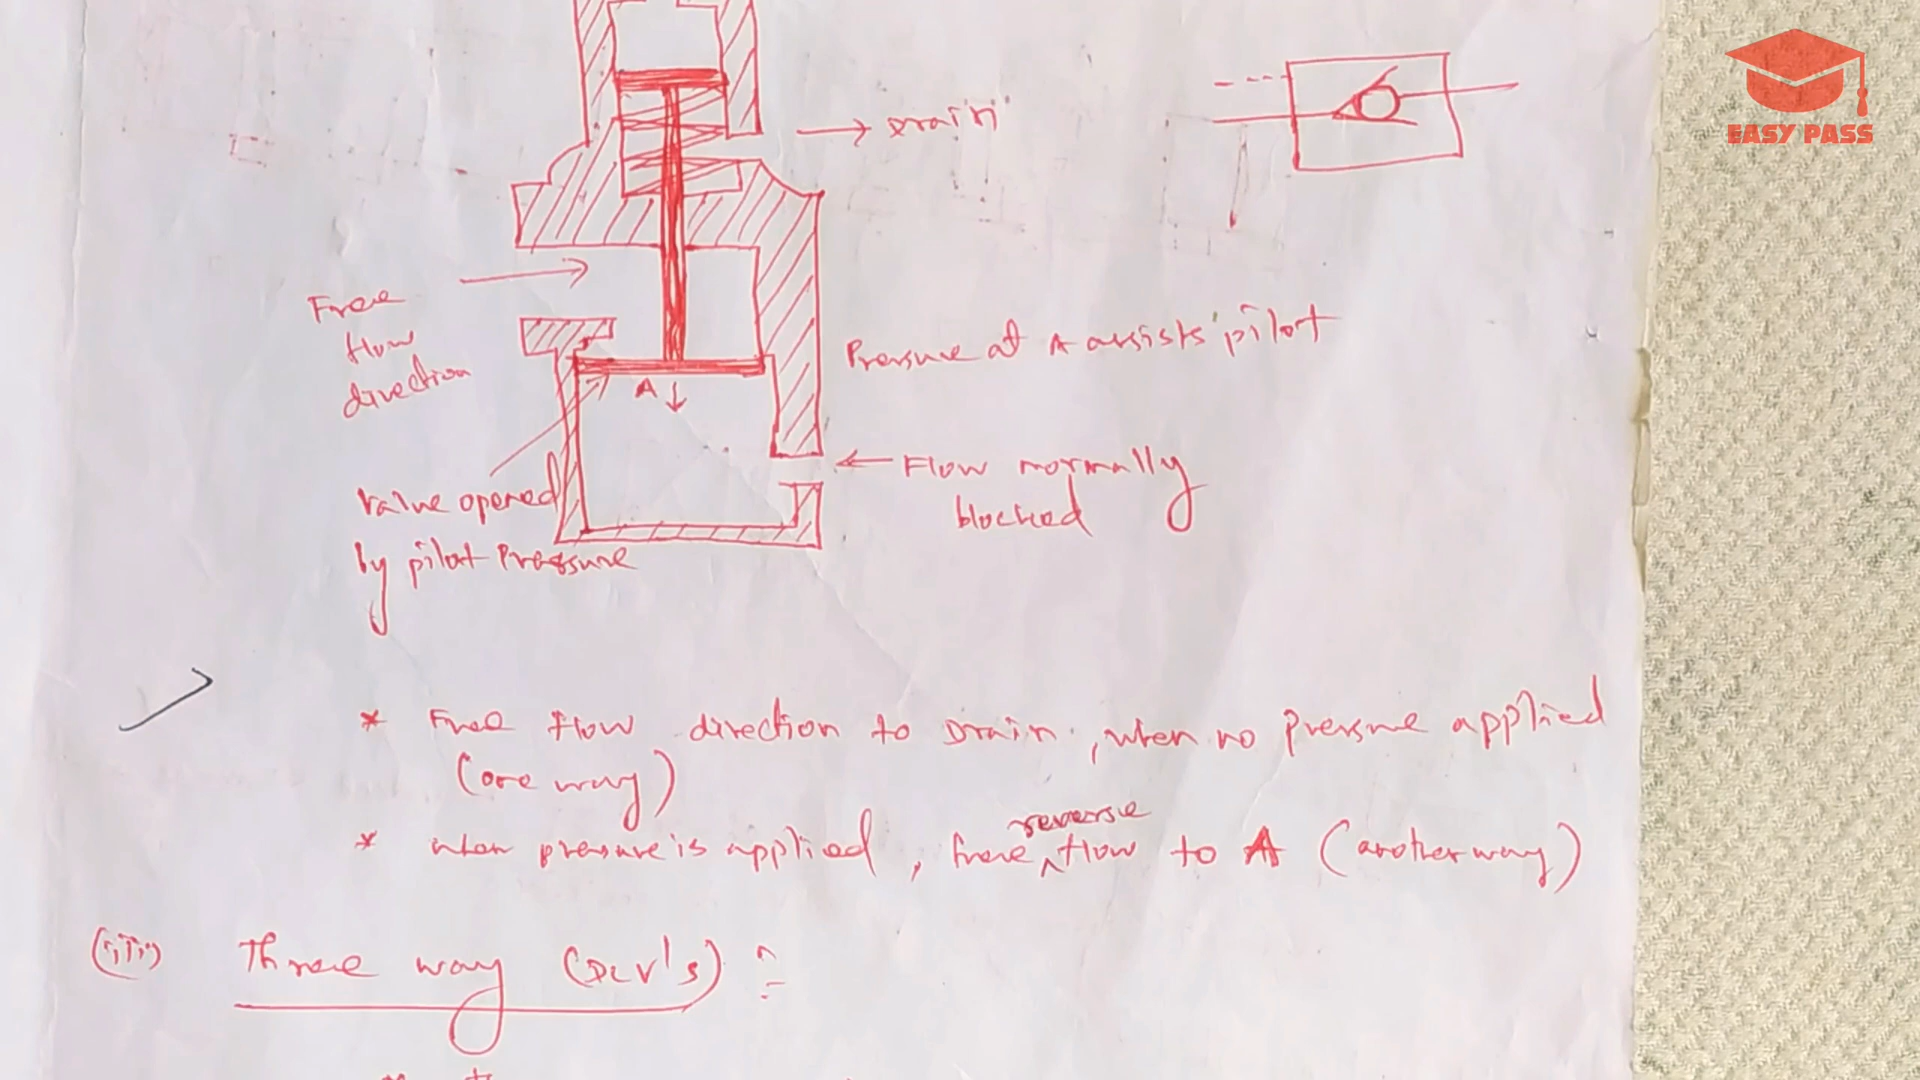 → Drain
EASY PASS
Free
flow
direction
Pressure at A assists pilot
A ↓
← Flow normally
blocked
Valve opened
by pilot Pressure
* Free flow direction to Drain, when no pressure applied
(one way)
* when pressure is applied, free reverse flow to A (another way)
(iii) Three way (DCV's) :-